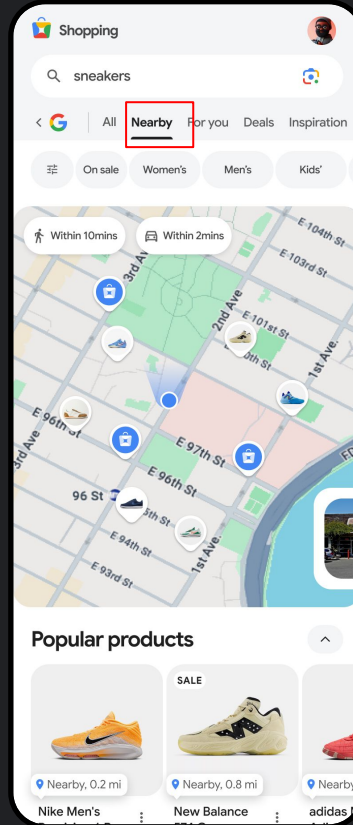 Shopping
sneakers
All Nearby For you Deals Inspiration
On sale Women's Men's Kids'
Within 10mins Within 2mins
E 104th St
E 103rd St
3rd Ave
2nd Ave
E 101st St
1st Ave.
E 96th St
3rd Ave
E 97th St
E 96th St
96 St
E 94th St
1st Ave.
E 93rd St
Popular products
SALE
Nearby, 0.2 mi Nearby, 0.8 mi Nearby
Nike Men's New Balance adidas